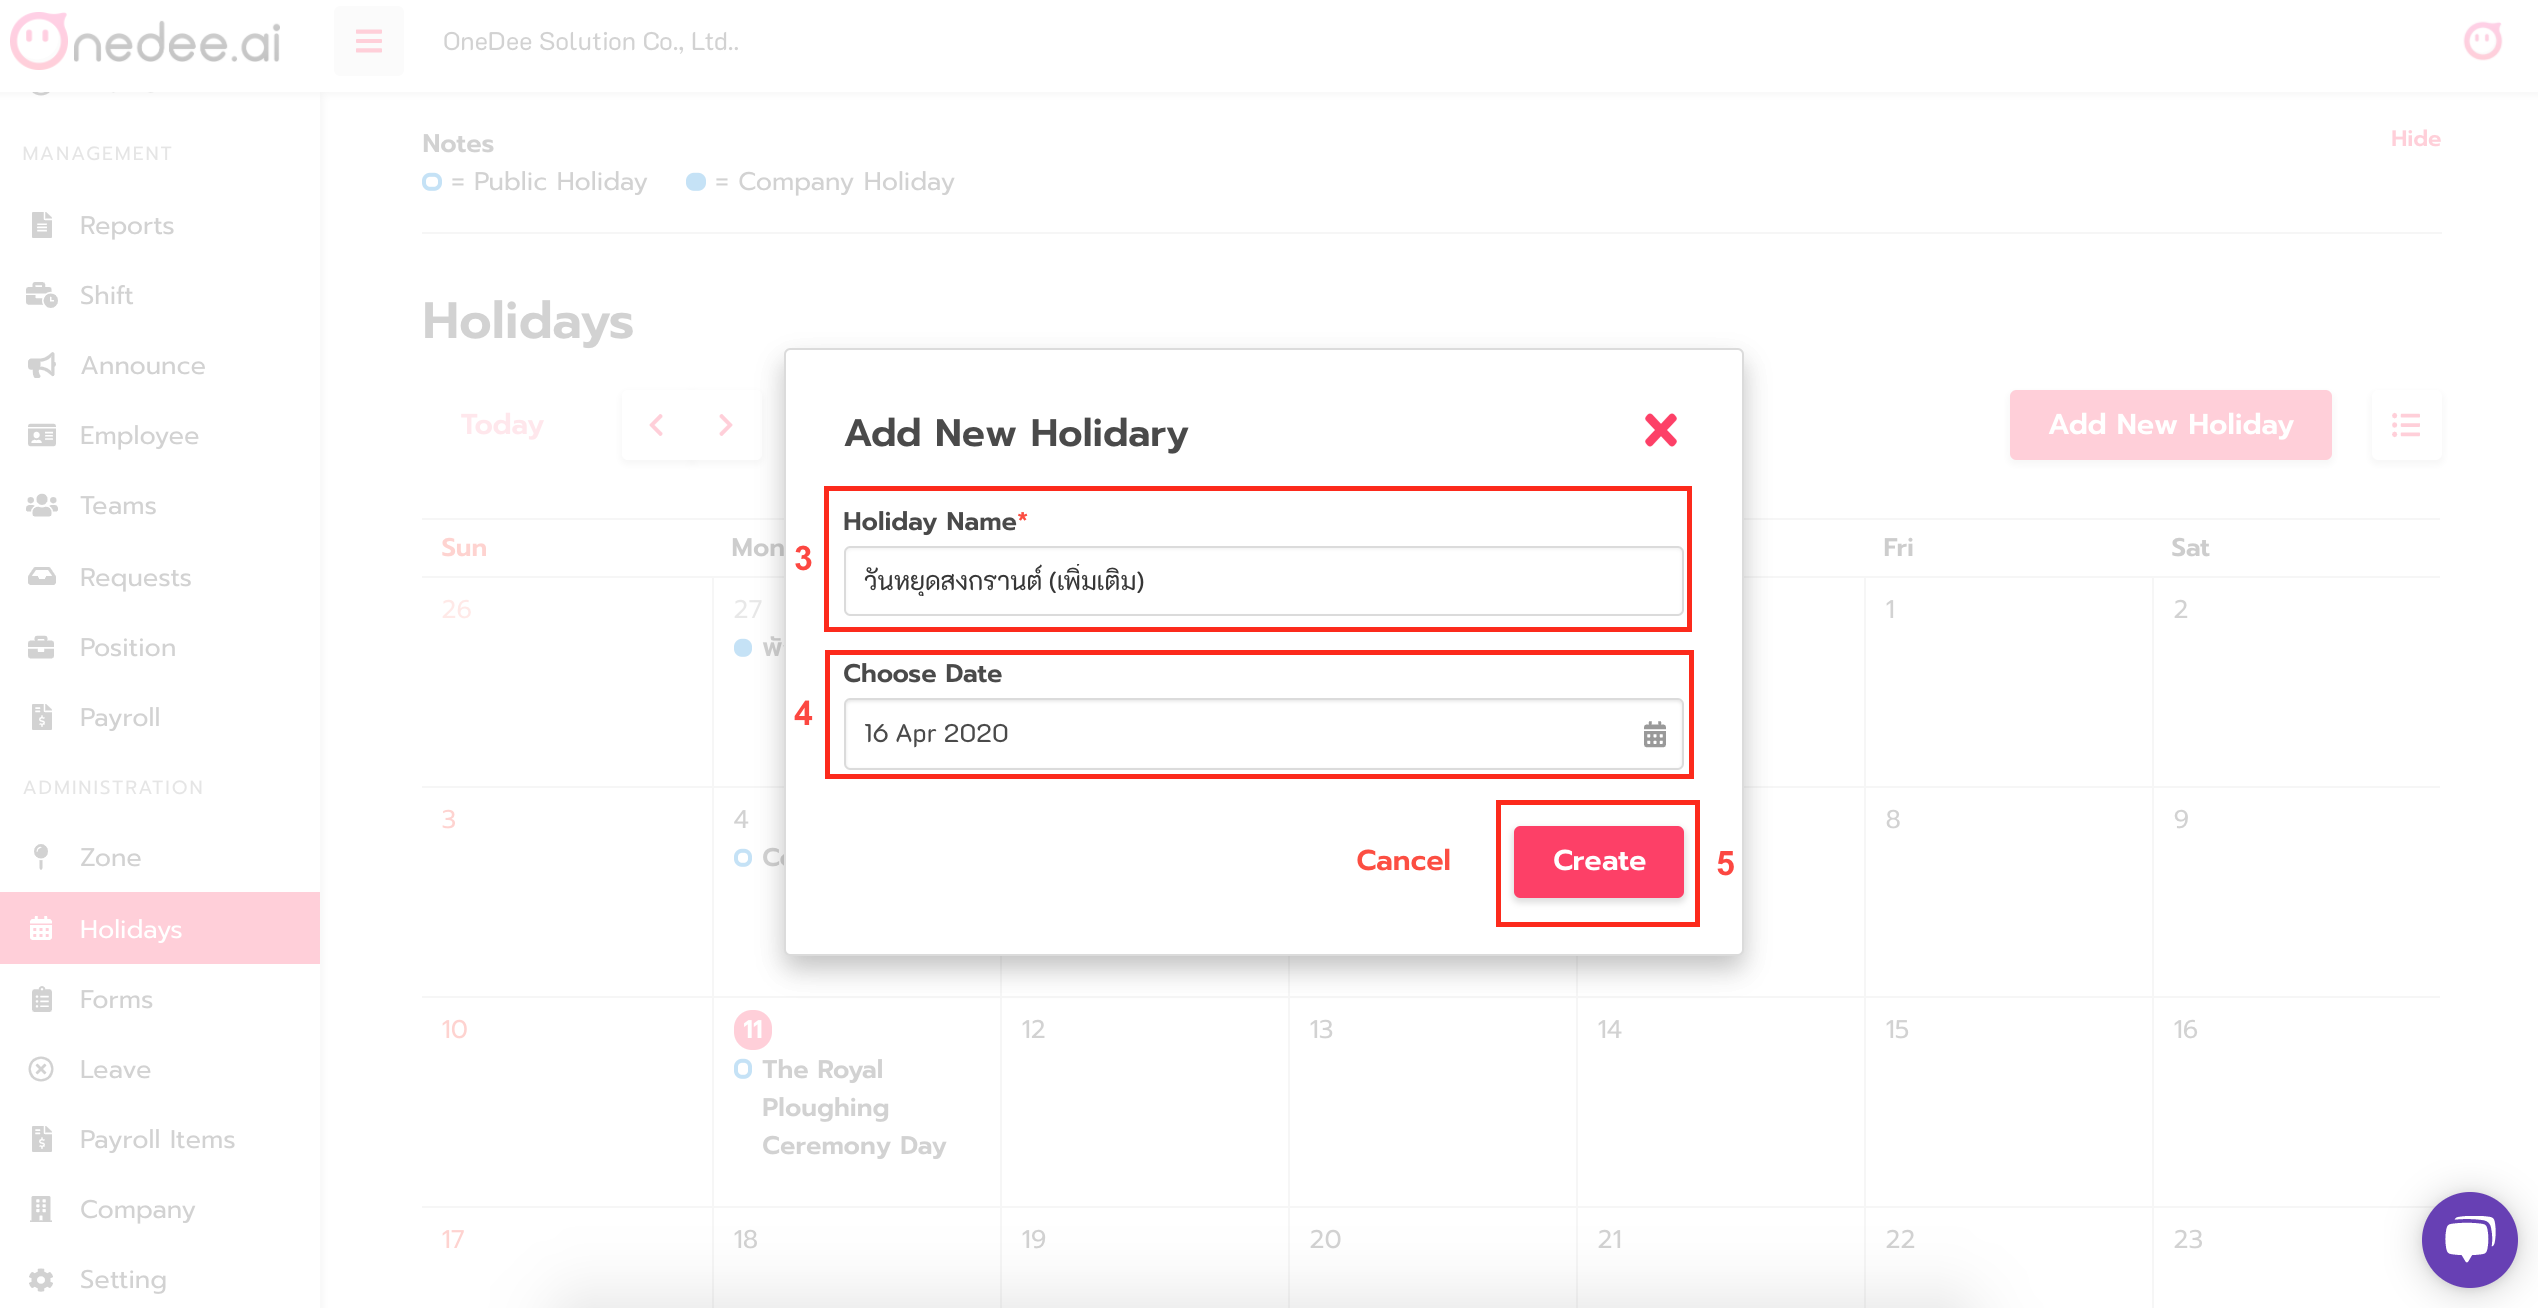 nedee.ai
OneDee Solution Co., Ltd..
MANAGEMENT
Reports
Shift
Announce
Employee
Teams
Requests
Position
Payroll
ADMINISTRATION
Zone
Holidays
Forms
Leave
Payroll Items
Company
Setting
Notes
Hide
= Public Holiday = Company Holiday
Holidays
Today
Add New Holiday
Sun Mon Fri Sat
26 27 1 2
3 4 8 9
10 11 12 13 14 15 16
The Royal
Ploughing
Ceremony Day
17 18 19 20 21 22 23
Add New Holidary
Holiday Name*
3
วันหยุดสงกรานต์ (เพิ่มเติม)
Choose Date
4
16 Apr 2020
Cancel
Create
5